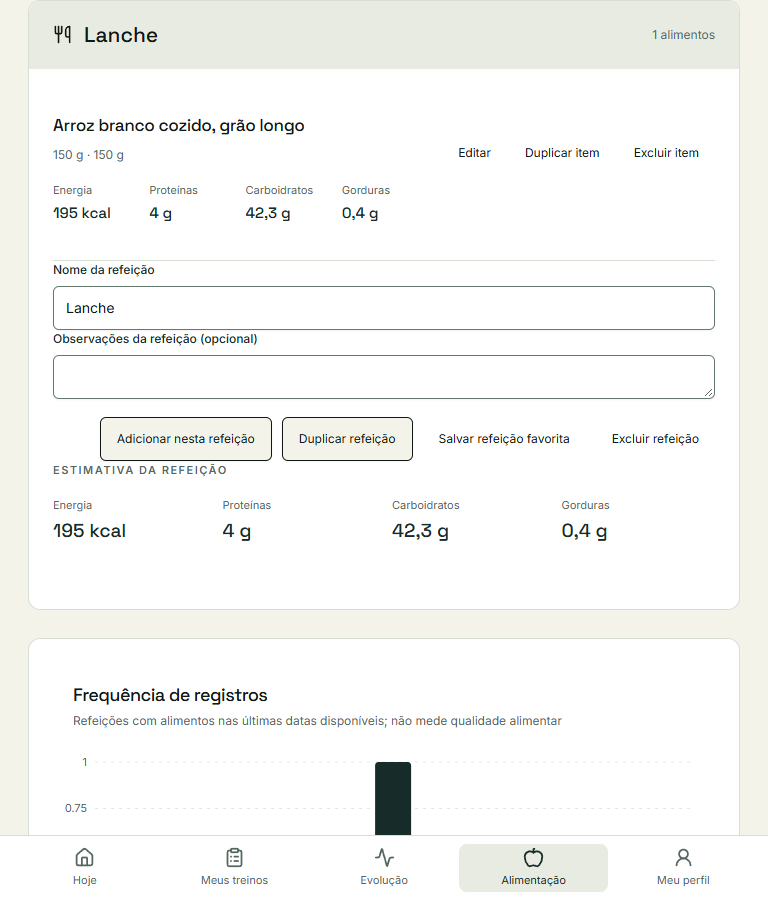 Lanche
1 alimentos
Arroz branco cozido, grão longo
150 g · 150 g
Editar
Duplicar item
Excluir item
Energia
Proteínas
Carboidratos
Gorduras
195 kcal
4 g
42,3 g
0,4 g
Nome da refeição
Lanche
Observações da refeição (opcional)
Adicionar nesta refeição
Duplicar refeição
Salvar refeição favorita
Excluir refeição
ESTIMATIVA DA REFEIÇÃO
Energia
Proteínas
Carboidratos
Gorduras
195 kcal
4 g
42,3 g
0,4 g
Frequência de registros
Refeições com alimentos nas últimas datas disponíveis; não mede qualidade alimentar
1
0.75
Hoje
Meus treinos
Evolução
Alimentação
Meu perfil